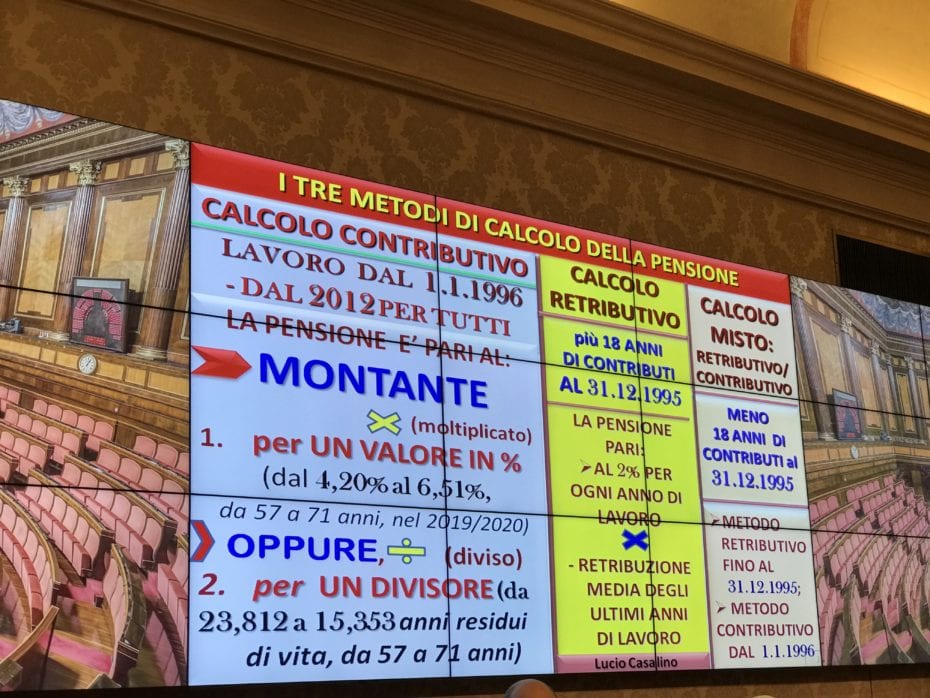 I TRE METODI DI CALCOLO DELLA PENSIONE
CALCOLO CONTRIBUTIVO
LAVORO DAL 1.1.1996
- DAL 2012 PER TUTTI
LA PENSIONE E' PARI AL:
MONTANTE
(moltiplicato)
1. per UN VALORE IN %
(dal 4,20% al 6,51%,
da 57 a 71 anni, nel 2019/2020)
OPPURE, ÷ (diviso)
2. per UN DIVISORE (da
23,812 a 15,353 anni residui
di vita, da 57 a 71 anni)
CALCOLO
RETRIBUTIVO
più 18 ANNI
DI CONTRIBUTI
AL 31.12.1995
LA PENSIONE
PARI:
➢AL 2% PER
OGNI ANNO DI
LAVORO
- RETRIBUZIONE
MEDIA DEGLI
ULTIMI ANNI
DI LAVORO
Lucio Casalino
CALCOLO
MISTO:
RETRIBUTIVO/
CONTRIBUTIVO
MENO
18 ANNI DI
CONTRIBUTI al
31.12.1995
➢METODO
RETRIBUTIVO
FINO AL
31.12.1995;
➢ METODO
CONTRIBUTIVO
DAL 1.1.1996